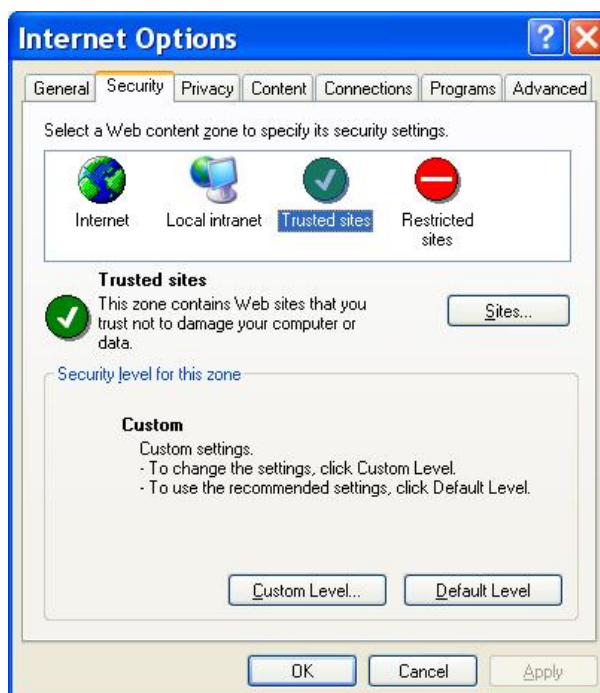 Internet Options
General Security Privacy Content Connections Programs Advanced
Select a Web content zone to specify its security settings.
Internet Local intranet Trusted sites Restricted sites
Trusted sites
This zone contains Web sites that you
trust not to damage your computer or
data.
Sites...
Security level for this zone
Custom
Custom settings.
- To change the settings, click Custom Level.
- To use the recommended settings, click Default Level.
Custom Level... Default Level
OK Cancel Apply